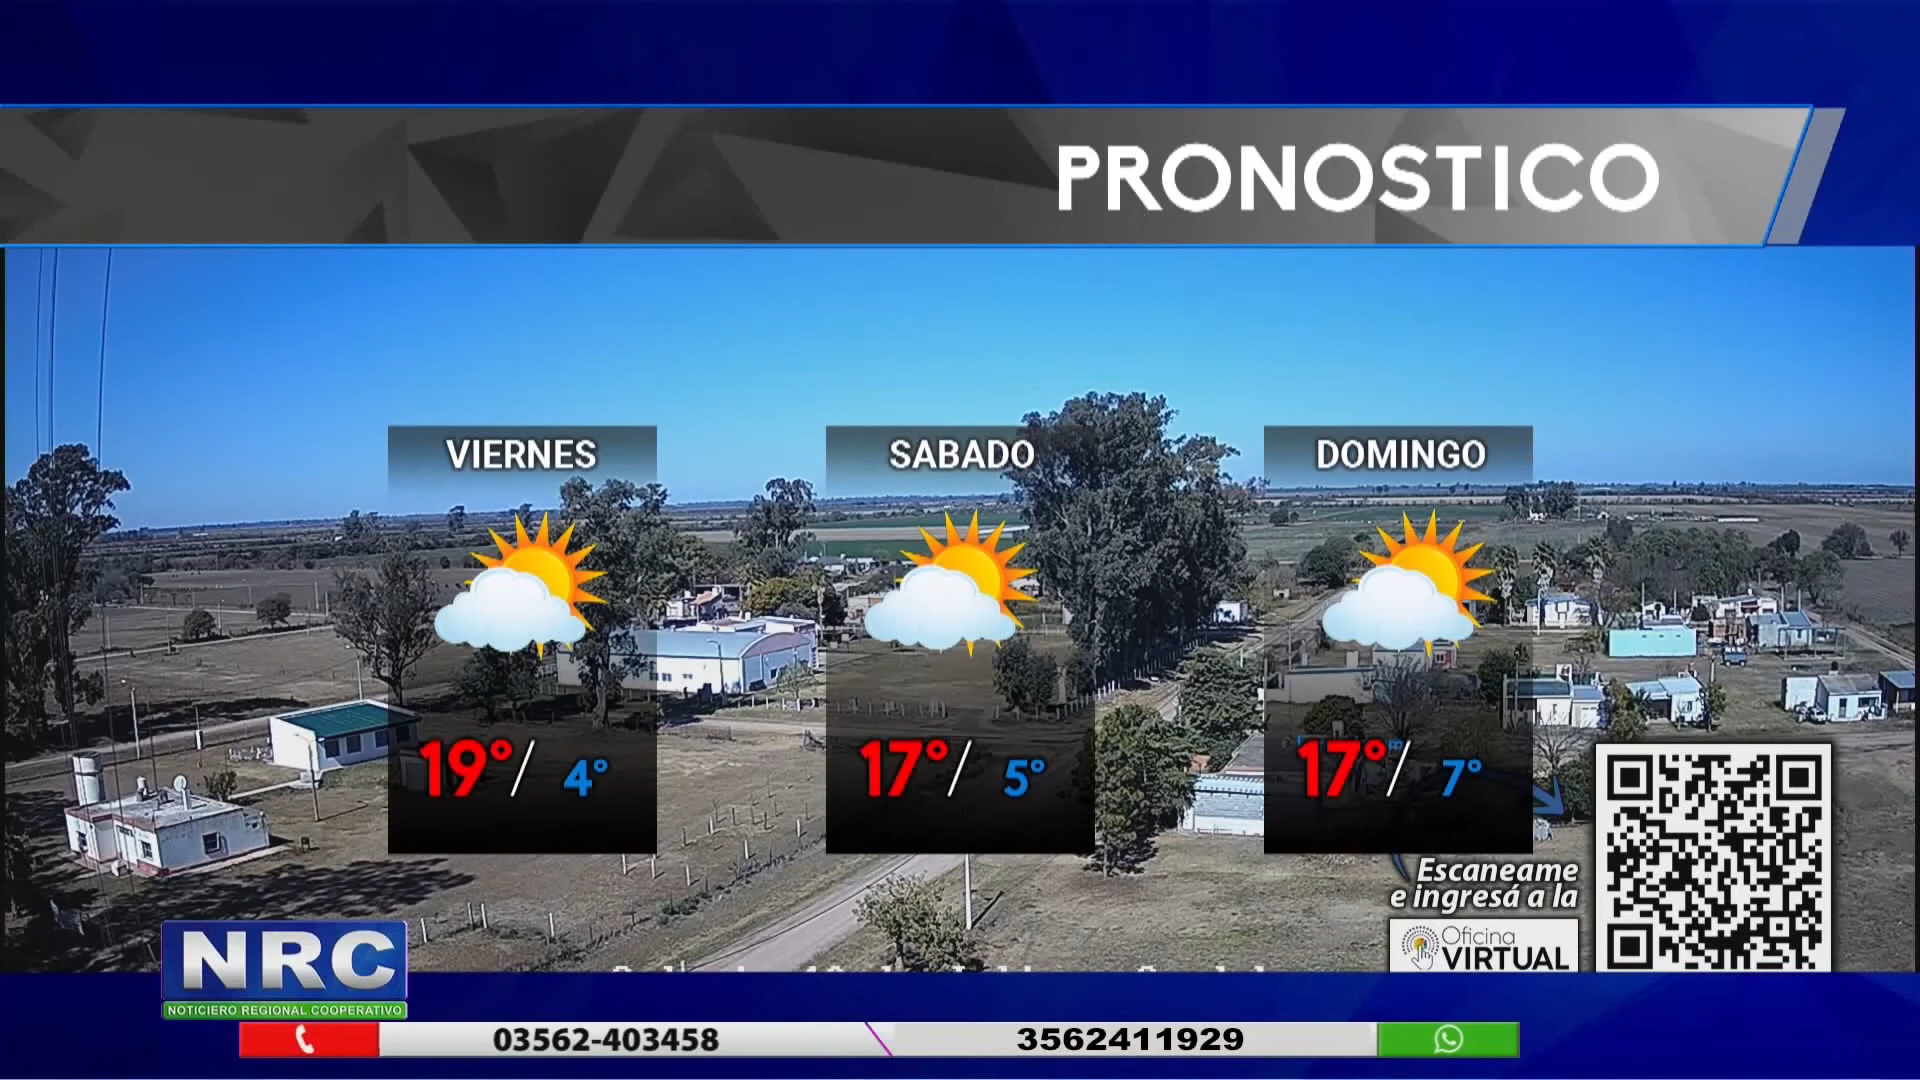 PRONOSTICO
VIERNES
SABADO
DOMINGO
19°/ 4°
17°/ 5°
17°/ 7°
Escaneame
e ingresá a la
Oficina
VIRTUAL
NRC
NOTICIERO REGIONAL COOPERATIVO
03562-403458
3562411929